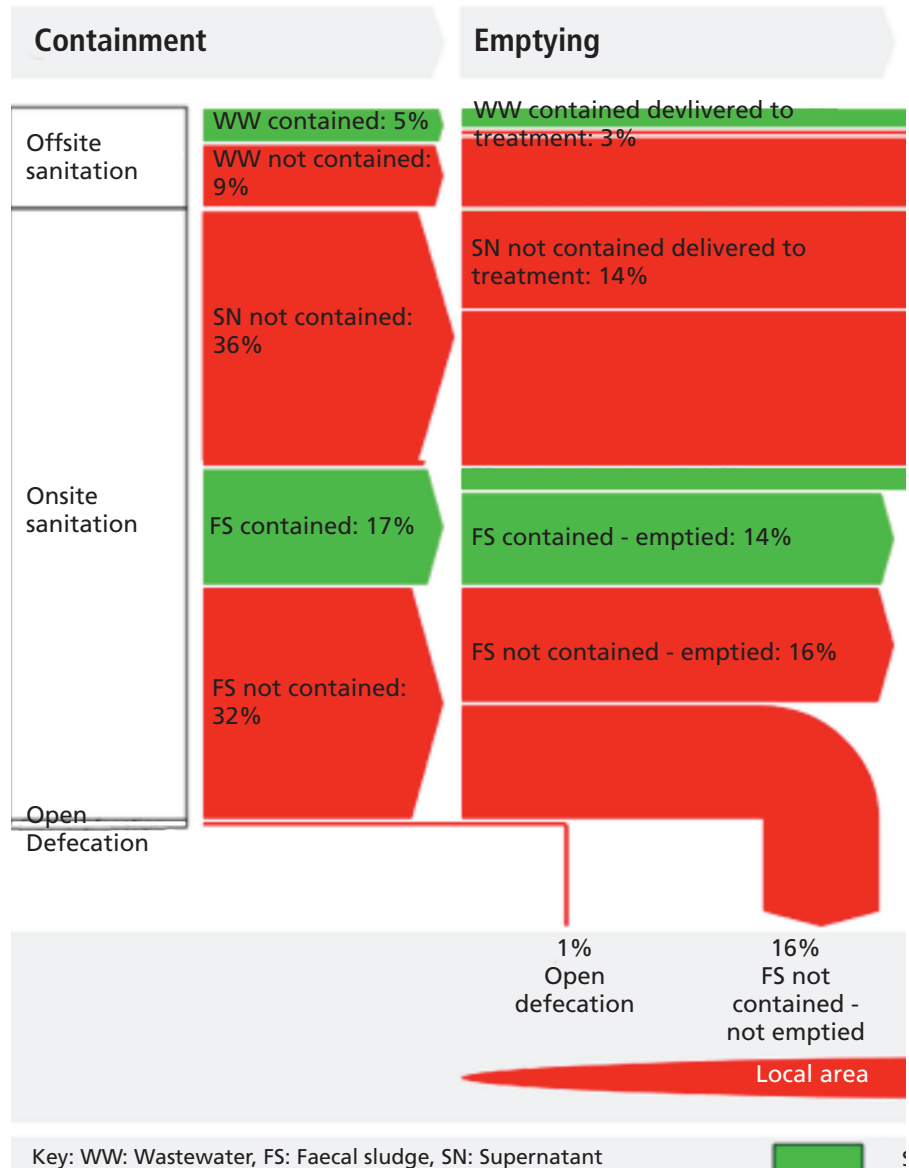 Containment
Emptying
Offsite
sanitation
WW contained: 5%
WW not contained:
9%
WW contained devlivered to
treatment: 3%
SN not contained:
36%
SN not contained delivered to
treatment: 14%
Onsite
sanitation
FS contained: 17%
FS contained - emptied: 14%
FS not contained:
32%
FS not contained - emptied: 16%
Open
Defecation
1%
Open
defecation
16%
FS not
contained -
not emptied
Local area
Key: WW: Wastewater, FS: Faecal sludge, SN: Supernatant